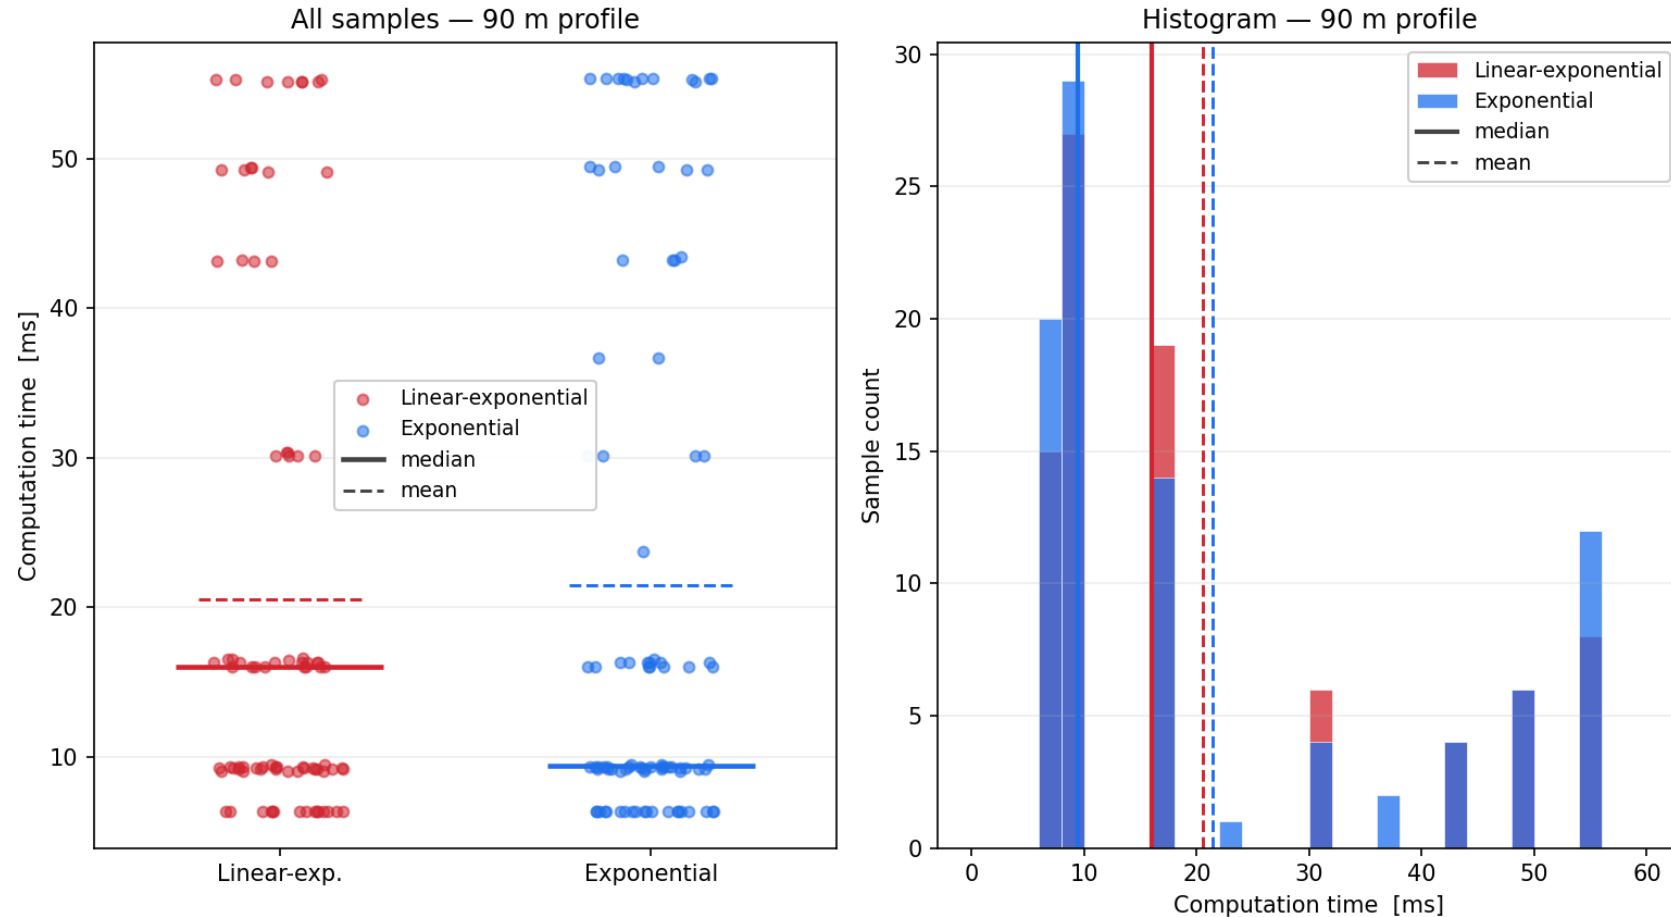 All samples — 90 m profile
Computation time [ms]
50
40
30
20
10
Linear-exponential
Exponential
median
mean
Linear-exp.
Exponential
Histogram — 90 m profile
Sample count
30
25
20
15
10
5
0
Linear-exponential
Exponential
median
mean
0
10
20
30
40
50
60
Computation time [ms]